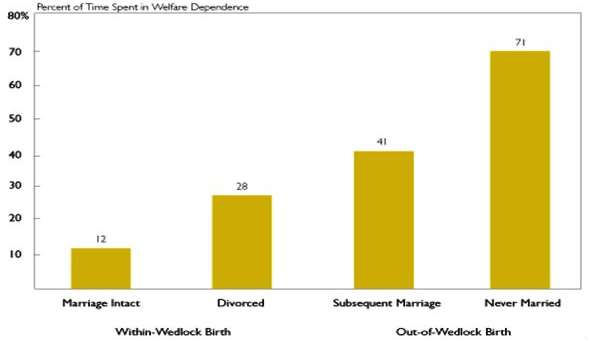 Percent of Time Spent in Welfare Dependence
80%
70
60
50
40
30
20
10
12
28
41
71
Marriage Intact
Divorced
Subsequent Marriage
Never Married
Within-Wedlock Birth
Out-of-Wedlock Birth